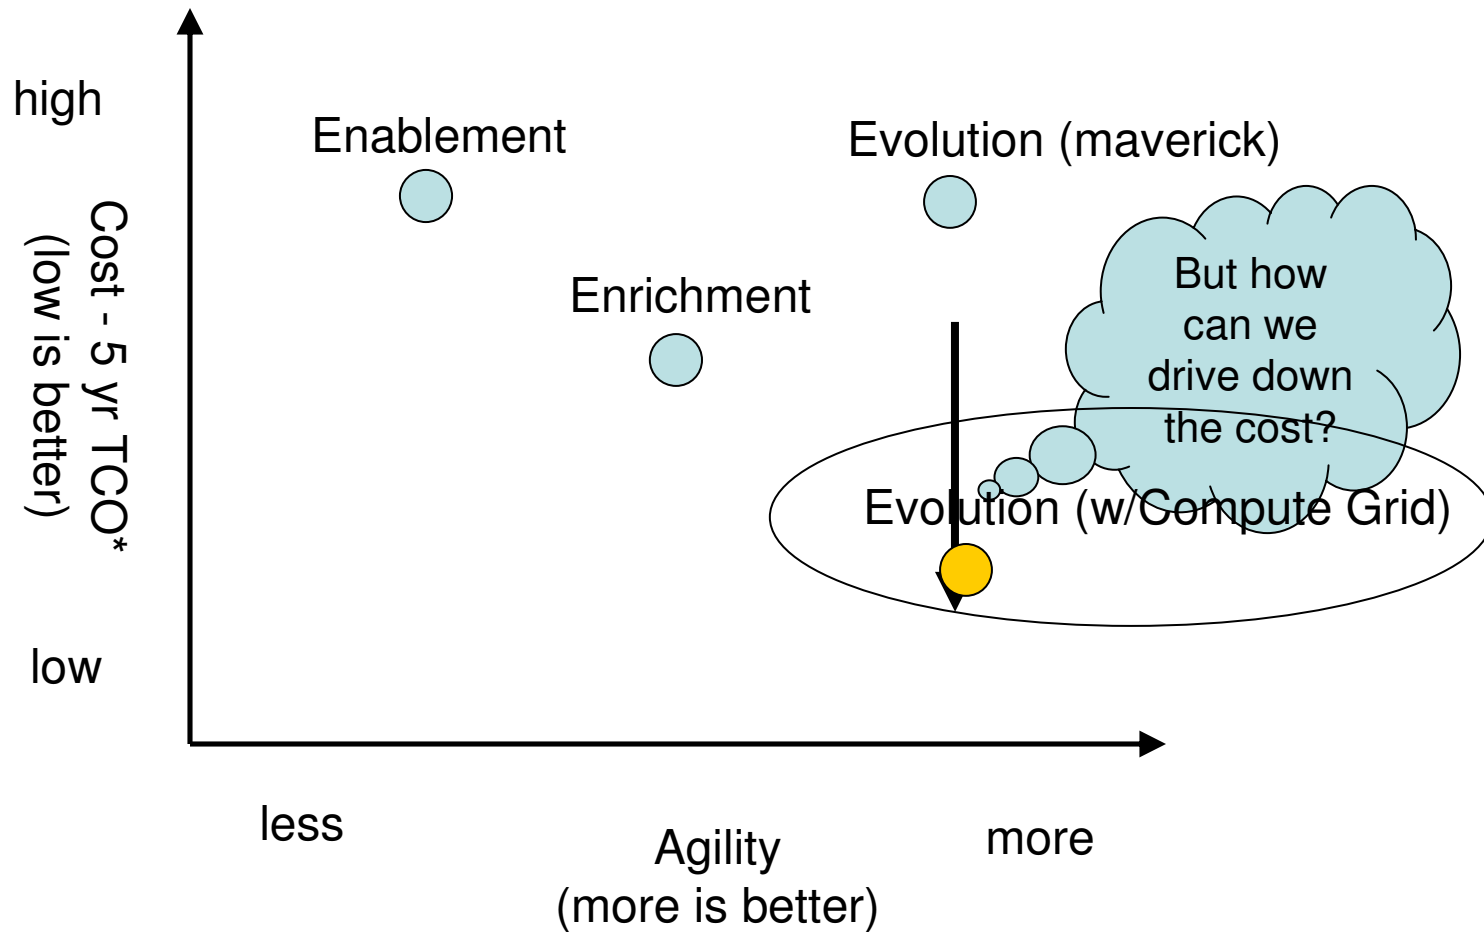 high
Enablement
Evolution (maverick)
Cost - 5 yr TCO*
(low is better)
But how
can we
drive down
the cost?
Enrichment
Evolution (w/Compute Grid)
low
less
Agility
(more is better)
more